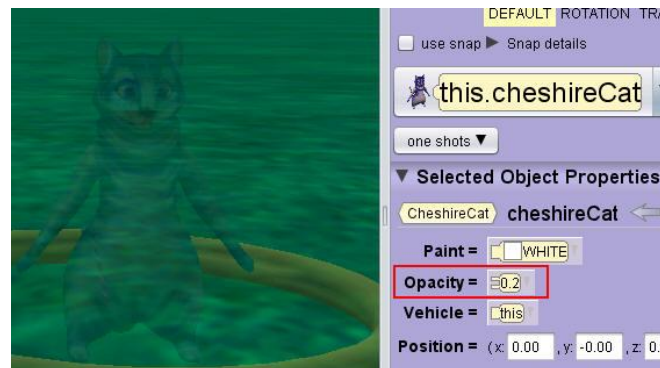 DEFAULT ROTATION
use snap ▶ Snap details
this.cheshireCat
one shots ▼
▼ Selected Object Properties
CheshireCat cheshireCat
Paint = WHITE
Opacity = 0.2
Vehicle = this
Position = (x: 0.00 , y: -0.00 , z: 0.